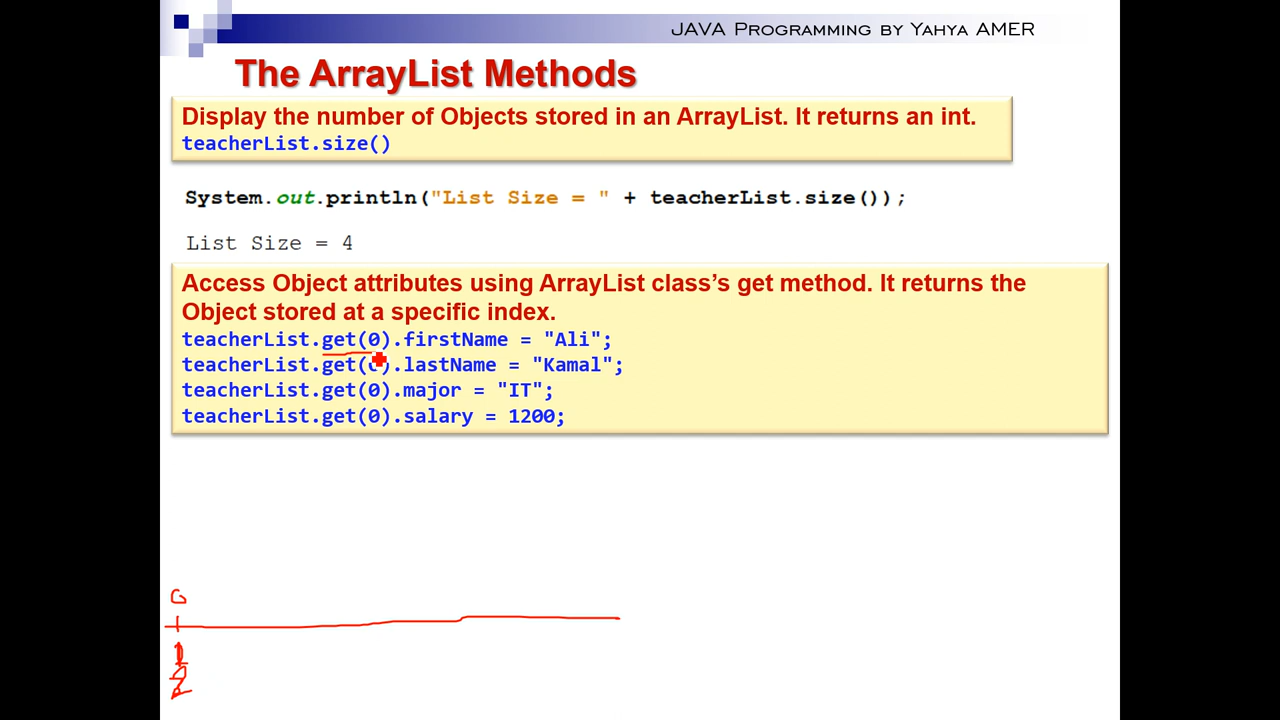 JAVA PROGRAMMING BY YAHYA AMER
The ArrayList Methods
Display the number of Objects stored in an ArrayList. It returns an int.
teacherList.size()
System.out.println("List Size = " + teacherList.size());
List Size = 4
Access Object attributes using ArrayList class’s get method. It returns the
Object stored at a specific index.
teacherList.get(0).firstName = "Ali";
teacherList.get(0).lastName = "Kamal";
teacherList.get(0).major = "IT";
teacherList.get(0).salary = 1200;